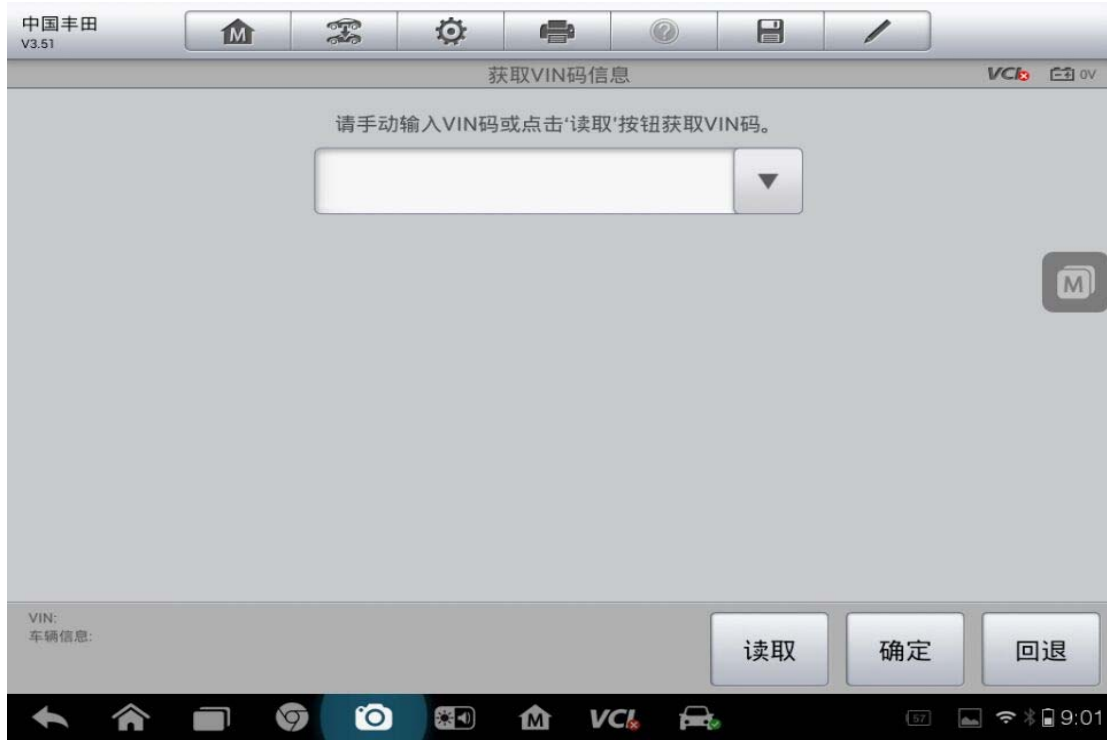 中国丰田
V3.51
M
获取VIN码信息
VCI
0V
请手动输入VIN码或点击‘读取’按钮获取VIN码。
M
VIN:
车辆信息:
读取
确定
回退
M
VCI
57
9:01